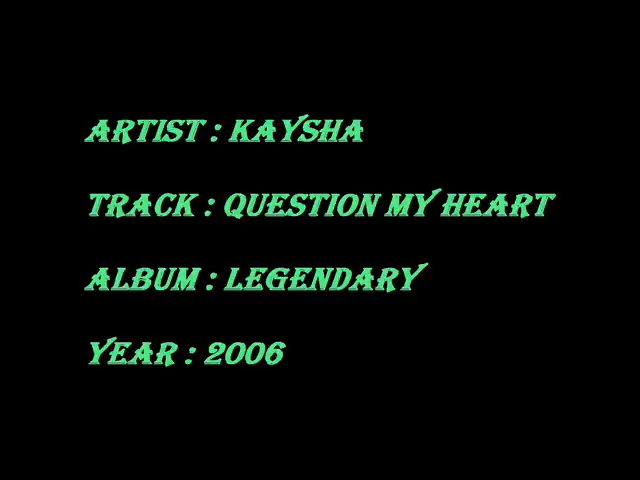 ARTIST : KAYSHA
TRACK : QUESTION MY HEART
ALBUM : LEGENDARY
YEAR : 2006